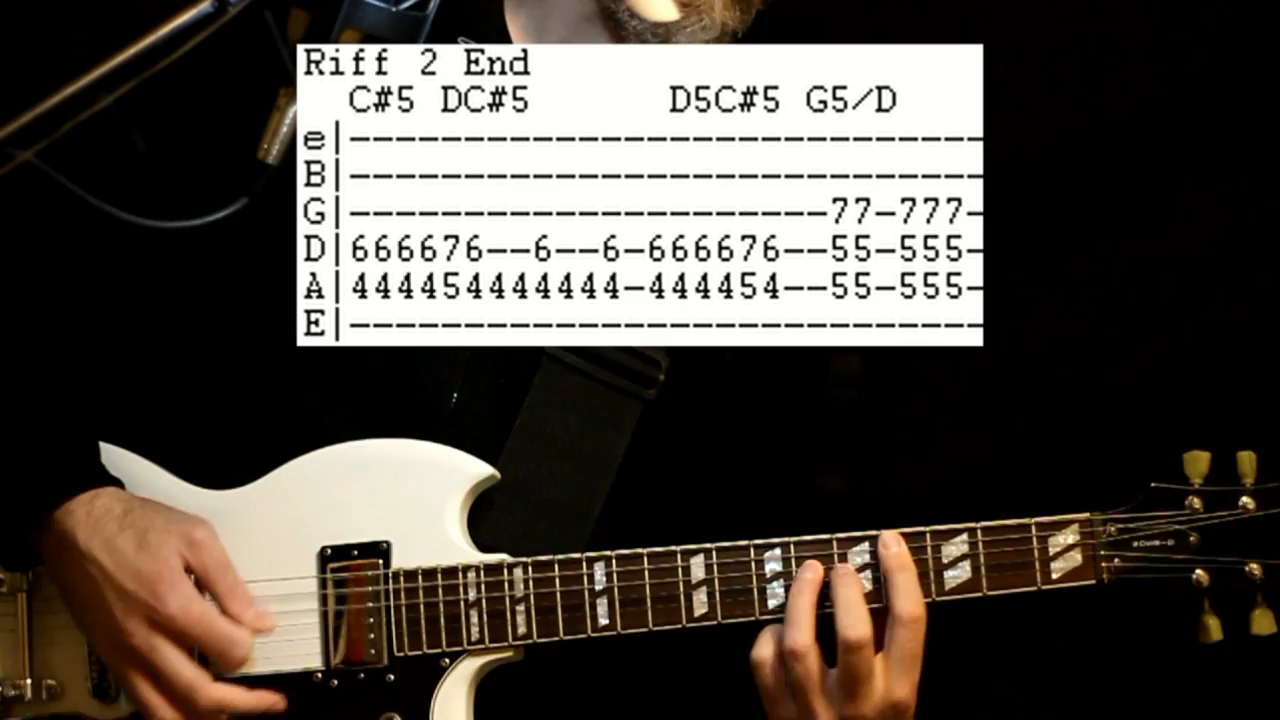 Riff 2 End
  C#5 DC#5      D5C#5 G5/D
e|----------------------------
B|----------------------------
G|---------------------77-777-
D|666676--6--6-666676--55-555-
A|444454444444-444454--55-555-
E|----------------------------